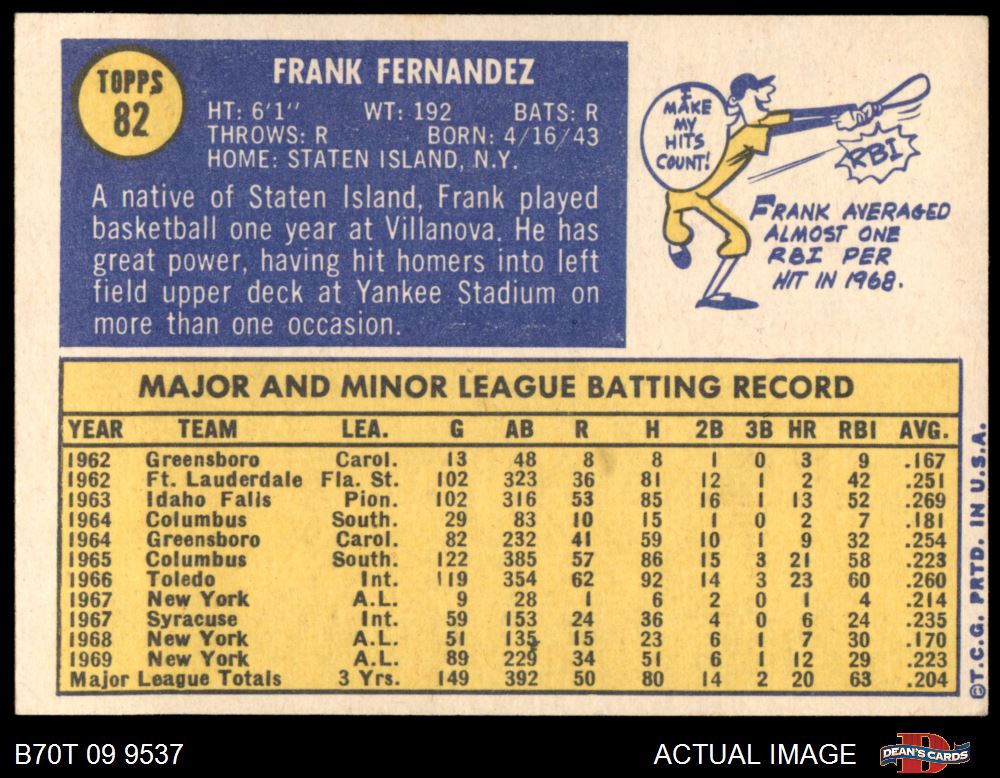 TOPPS
82
FRANK FERNANDEZ
HT: 6'1" WT: 192 BATS: R
THROWS: R BORN: 4/16/43
HOME: STATEN ISLAND, N.Y.
A native of Staten Island, Frank played
basketball one year at Villanova. He has
great power, having hit homers into left
field upper deck at Yankee Stadium on
more than one occasion.
I
MAKE
MY
HITS
COUNT!
RBI
FRANK AVERAGED
ALMOST ONE
RBI PER
HIT IN 1968.
MAJOR AND MINOR LEAGUE BATTING RECORD
YEAR TEAM LEA. G AB R H 2B 3B HR RBI AVG.
1962 Greensboro Carol. 13 48 8 8 1 0 3 9 .167
1962 Ft. Lauderdale Fla. St. 102 323 36 81 12 1 2 42 .251
1963 Idaho Falls Pion. 102 316 53 85 16 1 13 52 .269
1964 Columbus South. 29 83 10 15 1 0 2 7 .181
1964 Greensboro Carol. 82 232 41 59 10 1 9 32 .254
1965 Columbus South. 122 385 57 86 15 3 21 58 .223
1966 Toledo Int. 119 354 62 92 14 3 23 60 .260
1967 New York A.L. 9 28 1 6 2 0 1 4 .214
1967 Syracuse Int. 59 153 24 36 4 0 6 24 .235
1968 New York A.L. 51 135 15 23 6 1 7 30 .170
1969 New York A.L. 89 229 34 51 6 1 12 29 .223
Major League Totals 3 Yrs. 149 392 50 80 14 2 20 63 .204
©T.C.G. PRTD. IN U.S.A.
B70T 09 9537
ACTUAL IMAGE
D
DEAN'S CARDS